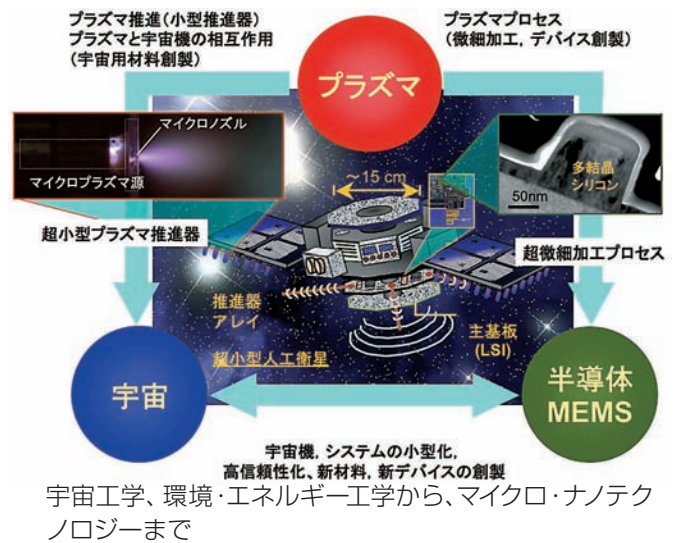 プラズマ推進(小型推進器)
プラズマと宇宙機の相互作用
(宇宙用材料創製)
プラズマプロセス
(微細加工, デバイス創製)
プラズマ
マイクロノズル
マイクロプラズマ源
~15 cm
多結晶
シリコン
50nm
超小型プラズマ推進器
超微細加工プロセス
推進器
アレイ
主基板
(LSI)
超小型人工衛星
宇宙
半導体
MEMS
宇宙機, システムの小型化,
高信頼性化、新材料, 新デバイスの創製
宇宙工学、環境・エネルギー工学から、マイクロ・ナノテク
ノロジーまで